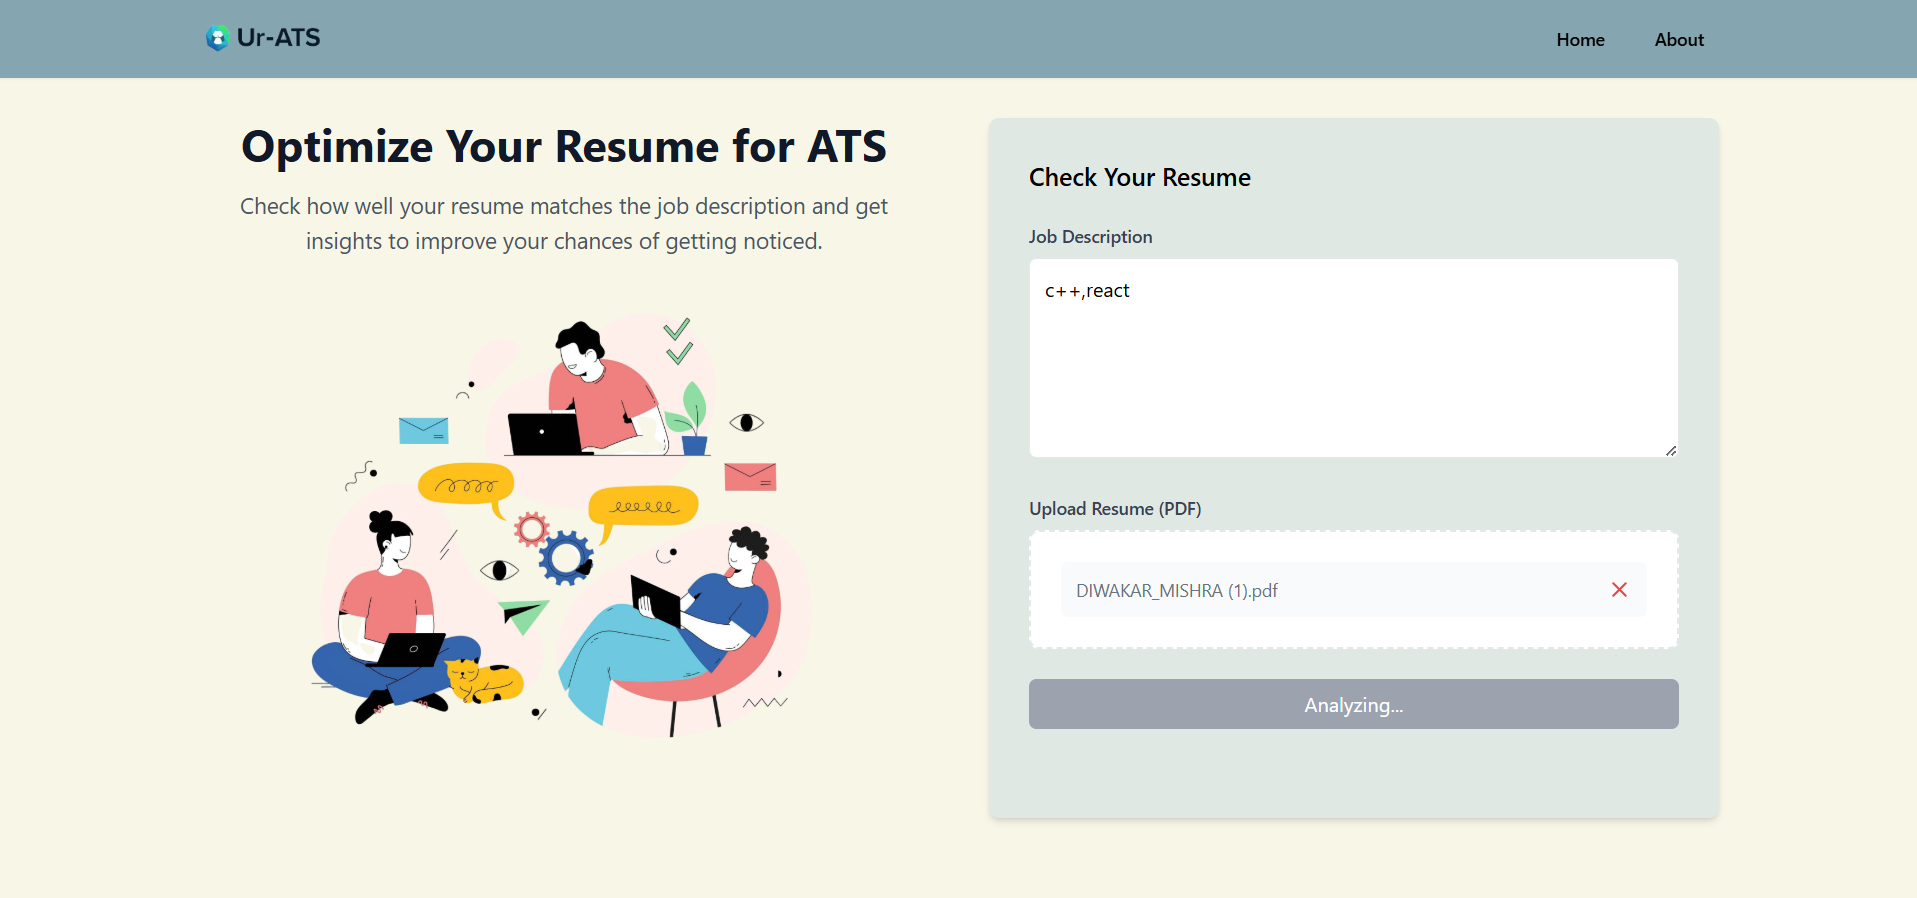 Ur-ATS
Home
About
Optimize Your Resume for ATS
Check how well your resume matches the job description and get
insights to improve your chances of getting noticed.
Check Your Resume
Job Description
c++,react
Upload Resume (PDF)
DIWAKAR_MISHRA (1).pdf
Analyzing...